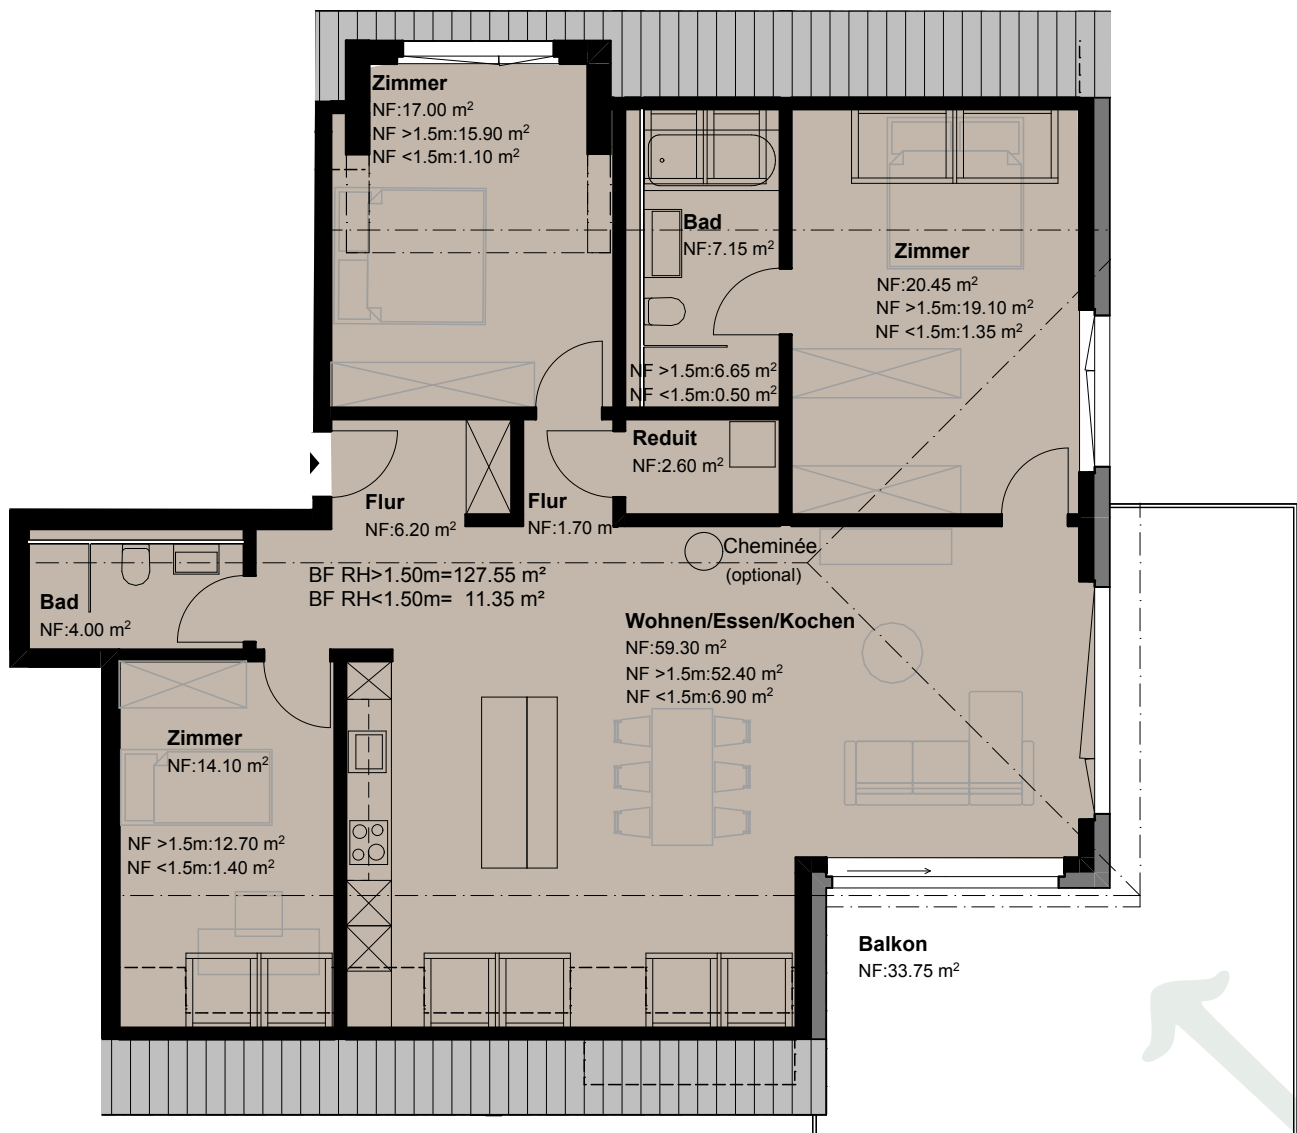 Zimmer
NF:17.00 m²
NF >1.5m:15.90 m²
NF <1.5m:1.10 m²
Bad
NF:7.15 m²
NF >1.5m:6.65 m²
NF <1.5m:0.50 m²
Zimmer
NF:20.45 m²
NF >1.5m:19.10 m²
NF <1.5m:1.35 m²
Reduit
NF:2.60 m²
Flur
NF:6.20 m²
Flur
NF:1.70 m
Cheminée
(optional)
BF RH>1.50m=127.55 m²
BF RH<1.50m= 11.35 m²
Bad
NF:4.00 m²
Wohnen/Essen/Kochen
NF:59.30 m²
NF >1.5m:52.40 m²
NF <1.5m:6.90 m²
Zimmer
NF:14.10 m²
NF >1.5m:12.70 m²
NF <1.5m:1.40 m²
Balkon
NF:33.75 m²